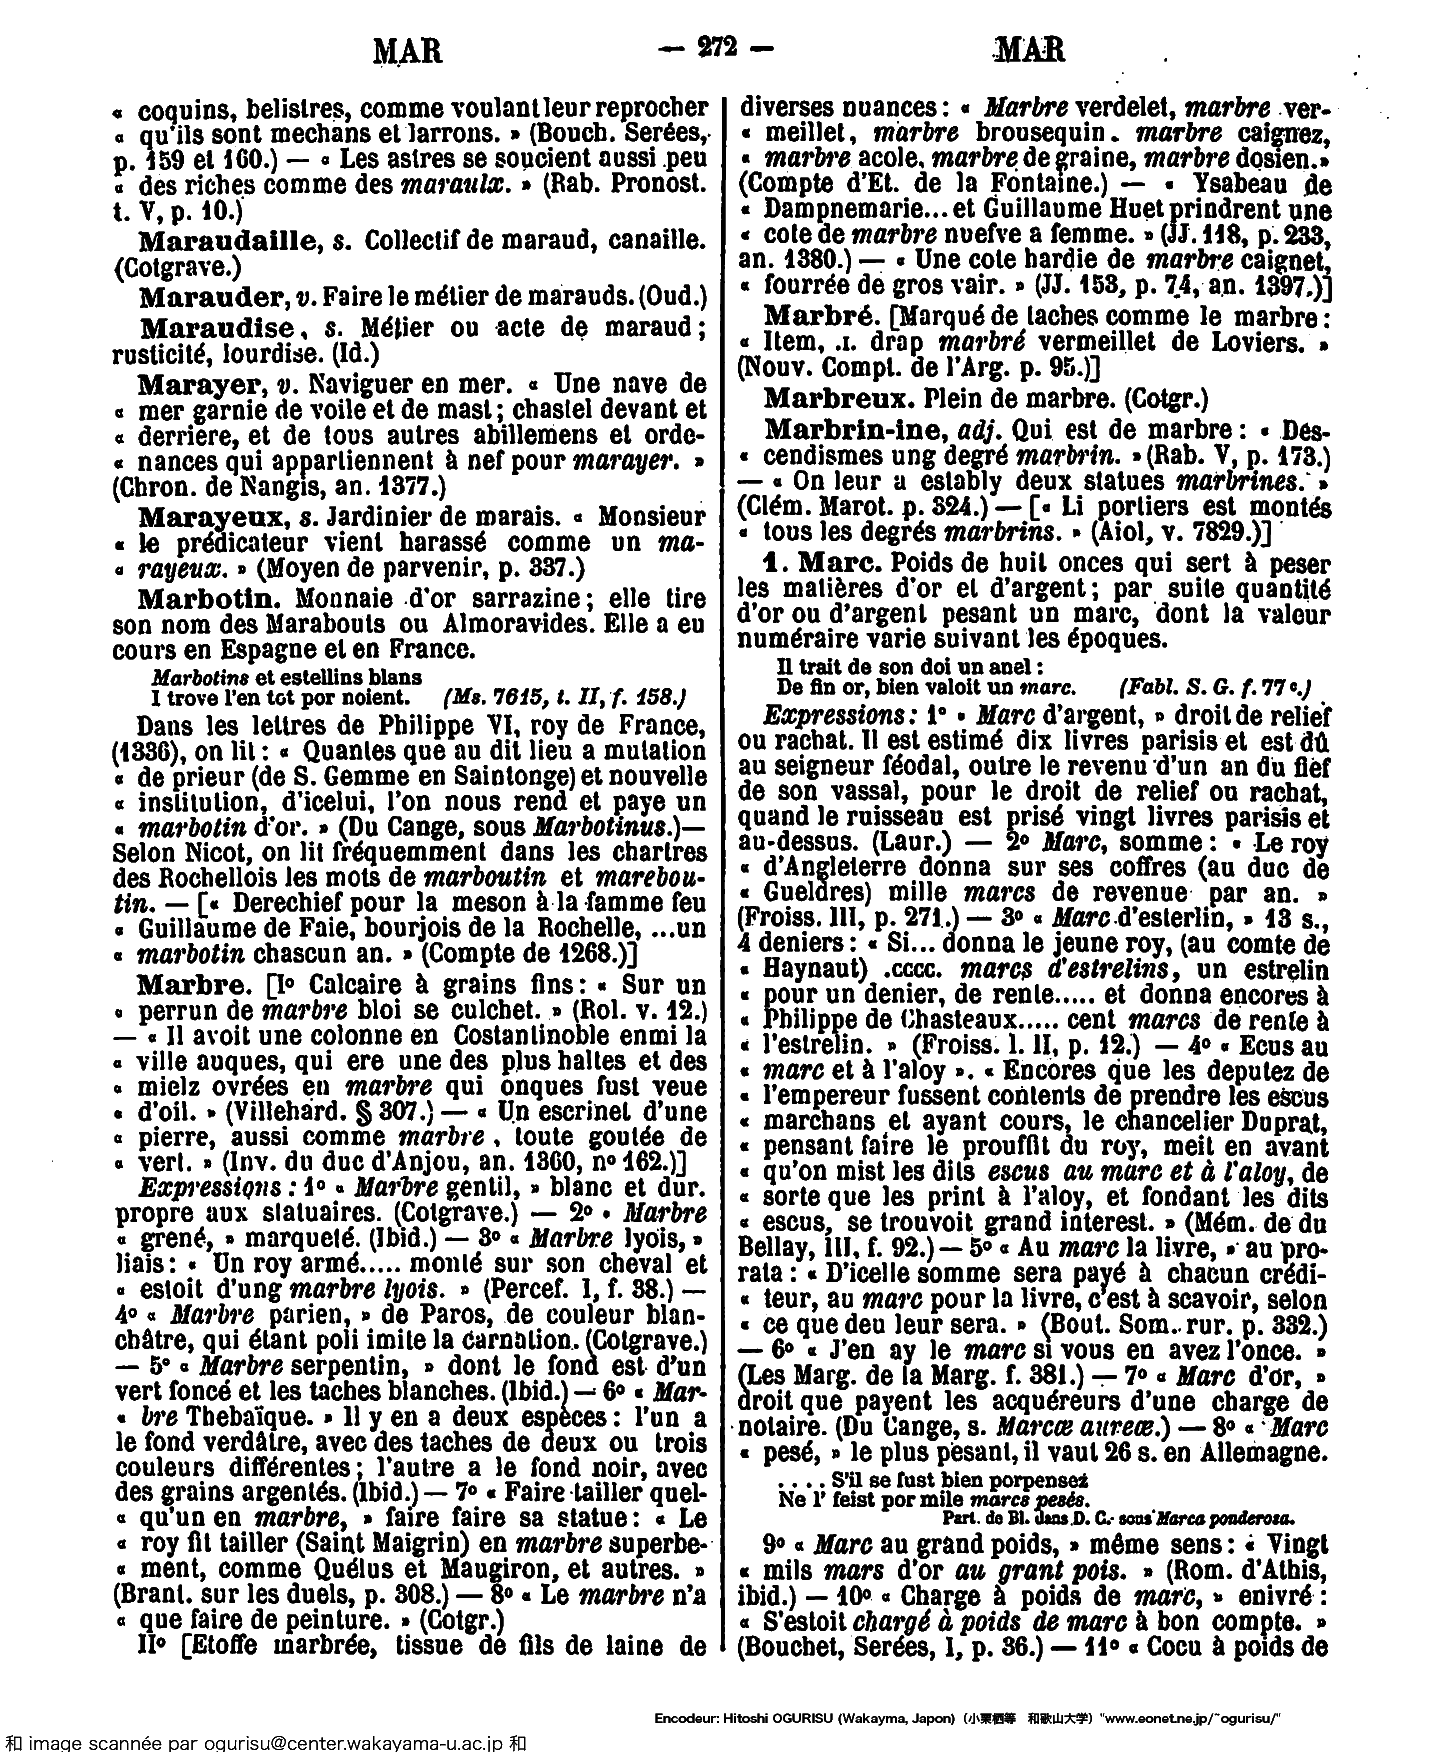 MAR — 272 — MAR
« coquins, belistres, comme voulant leur reprocher
« qu'ils sont mechans et larrons. » (Bouch. Serées,
p. 159 et 160.) — « Les astres se soucient aussi peu
« des riches comme des maraulx. » (Rab. Pronost.
t. V, p. 10.)
Maraudaille, s. Collectif de maraud, canaille.
(Cotgrave.)
Marauder, v. Faire le métier de marauds. (Oud.)
Maraudise, s. Métier ou acte de maraud ;
rusticité, lourdise. (Id.)
Marayer, v. Naviguer en mer. « Une nave de
« mer garnie de voile et de mast ; chastel devant et
« derriere, et de tous autres abillemens et orde-
« nances qui appartiennent à nef pour marayer. »
(Chron. de Nangis, an. 1377.)
Marayeux, s. Jardinier de marais. « Monsieur
« le prédicateur vient harassé comme un ma-
« rayeux. » (Moyen de parvenir, p. 337.)
Marbotin. Monnaie d'or sarrazine ; elle tire
son nom des Marabouts ou Almoravides. Elle a eu
cours en Espagne et en France.
Marbotins et estellins blans
I trove l'en tot por noient. (Ms. 7615, t. II, f. 158.)
Dans les lettres de Philippe VI, roy de France,
(1336), on lit : « Quantes que au dit lieu a mutation
« de prieur (de S. Gemme en Saintonge) et nouvelle
« institution, d'icelui, l'on nous rend et paye un
« marbotin d'or. » (Du Cange, sous Marbotinus.) —
Selon Nicot, on lit fréquemment dans les chartres
des Rochellois les mots de marboutin et marebou-
tin. — [« Derechief pour la meson à la famme feu
« Guillaume de Faie, bourjois de la Rochelle, ...un
« marbotin chascun an. » (Compte de 1268.)]
Marbre. [I° Calcaire à grains fins : « Sur un
« perrun de marbre bloi se culchet. » (Rol. v. 12.)
— « Il avoit une colonne en Costantinoble enmi la
« ville auques, qui ere une des plus haltes et des
« mielz ovrées en marbre qui onques fust veue
« d'oil. » (Villehard. § 307.) — « Un escrinet d'une
« pierre, aussi comme marbre, toute goutée de
« vert. » (Inv. du duc d'Anjou, an. 1360, n° 162.)]
Expressions : 1° « Marbre gentil, » blanc et dur.
propre aux statuaires. (Cotgrave.) — 2° « Marbre
« grené, » marqueté. (Ibid.) — 3° « Marbre lyois, »
liais : « Un roy armé..... monté sur son cheval et
« estoit d'ung marbre lyois. » (Percef. I, f. 38.) —
4° « Marbre parien, » de Paros, de couleur blan-
châtre, qui étant poli imite la carnation. (Cotgrave.)
— 5° « Marbre serpentin, » dont le fond est d'un
vert foncé et les taches blanches. (Ibid.) — 6° « Mar-
« bre Thebaïque. » Il y en a deux espèces : l'un a
le fond verdâtre, avec des taches de deux ou trois
couleurs différentes ; l'autre a le fond noir, avec
des grains argentés. (Ibid.) — 7° « Faire tailler quel-
« qu'un en marbre, » faire faire sa statue : « Le
« roy fit tailler (Saint Maigrin) en marbre superbe-
« ment, comme Quélus et Maugiron, et autres. »
(Brant. sur les duels, p. 308.) — 8° « Le marbre n'a
« que faire de peinture. » (Cotgr.)
II° [Etoffe marbrée, tissue de fils de laine de
diverses nuances : « Marbre verdelet, marbre ver-
« meillet, marbre brousequin. marbre caignez,
« marbre acole, marbre de graine, marbre dosien.»
(Compte d'Et. de la Fontaine.) — « Ysabeau de
« Dampnemarie... et Guillaume Huet prindrent une
« cote de marbre nuefve a femme. » (JJ. 118, p. 233,
an. 1380.) — « Une cote hardie de marbre caignet,
« fourrée de gros vair. » (JJ. 153, p. 74, an. 1397.)]
Marbré. [Marqué de taches comme le marbre :
« Item, .I. drap marbré vermeillet de Loviers. »
(Nouv. Compt. de l'Arg. p. 95.)]
Marbreux. Plein de marbre. (Cotgr.)
Marbrin-ine, adj. Qui est de marbre : « Des-
« cendismes ung degré marbrin. » (Rab. V, p. 173.)
— « On leur a estably deux statues marbrines. »
(Clém. Marot. p. 324.) — [« Li portiers est montés
« tous les degrés marbrins. » (Aiol, v. 7829.)]
1. Marc. Poids de huit onces qui sert à peser
les matières d'or et d'argent ; par suite quantité
d'or ou d'argent pesant un marc, dont la valeur
numéraire varie suivant les époques.
Il trait de son doi un anel :
De fin or, bien valoit un marc. (Fabl. S. G. f. 77 c.)
Expressions : 1° « Marc d'argent, » droit de relief
ou rachat. Il est estimé dix livres parisis et est dû
au seigneur féodal, outre le revenu d'un an du fief
de son vassal, pour le droit de relief ou rachat,
quand le ruisseau est prisé vingt livres parisis et
au-dessus. (Laur.) — 2° Marc, somme : « Le roy
« d'Angleterre donna sur ses coffres (au duc de
« Gueldres) mille marcs de revenue par an. »
(Froiss. III, p. 271.) — 3° « Marc d'esterlin, » 13 s.,
4 deniers : « Si... donna le jeune roy, (au comte de
« Haynaut) .cccc. marcs d'estrelins, un estrelin
« pour un denier, de rente..... et donna encores à
« Philippe de Chasteaux..... cent marcs de rente à
« l'estrelin. » (Froiss. l. II, p. 12.) — 4° « Ecus au
« marc et à l'aloy ». « Encores que les deputez de
« l'empereur fussent contents de prendre les escus
« marchans et ayant cours, le chancelier Duprat,
« pensant faire le prouffit du roy, meit en avant
« qu'on mist les dits escus au marc et à l'aloy, de
« sorte que les print à l'aloy, et fondant les dits
« escus, se trouvoit grand interest. » (Mém. de du
Bellay, III, f. 92.) — 5° « Au marc la livre, » au pro-
rata : « D'icelle somme sera payé à chacun crédi-
« teur, au marc pour la livre, c'est à scavoir, selon
« ce que deu leur sera. » (Bout. Som. rur. p. 332.)
— 6° « J'en ay le marc si vous en avez l'once. »
(Les Marg. de la Marg. f. 381.) — 7° « Marc d'or, »
droit que payent les acquéreurs d'une charge de
notaire. (Du Cange, s. Marcæ aureæ.) — 8° « Marc
« pesé, » le plus pesant, il vaut 26 s. en Allemagne.
. . . . S'il se fust bien porpensez
Ne l' feist por mile marcs pesés.
Part. de Bl. dans D. C. sous Marca ponderosa.
9° « Marc au grand poids, » même sens : « Vingt
« mils mars d'or au grant pois. » (Rom. d'Athis,
ibid.) — 10° « Charge à poids de marc, » enivré :
« S'estoit chargé à poids de marc à bon compte. »
(Bouchet, Serées, I, p. 36.) — 11° « Cocu à poids de
Encodeur: Hitoshi OGURISU (Wakayma, Japon) (小栗栖等 和歌山大学) "www.eonet.ne.jp/~ogurisu/"
和 image scannée par ogurisu@center.wakayama-u.ac.jp 和